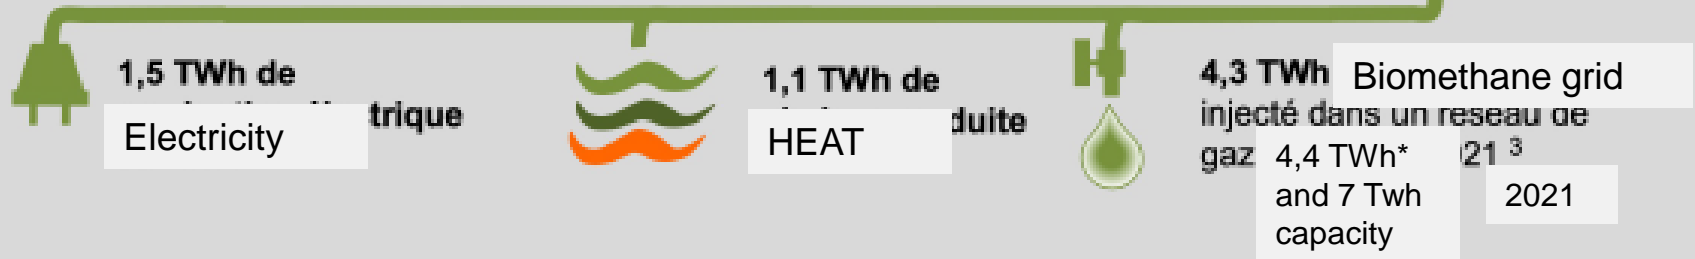 1,5 TWh de
trique
Electricity
1,1 TWh de
duite
HEAT
4,3 TWh Biomethane grid
injecté dans un réseau de
gaz 21 ³
4,4 TWh*
and 7 Twh
capacity
2021